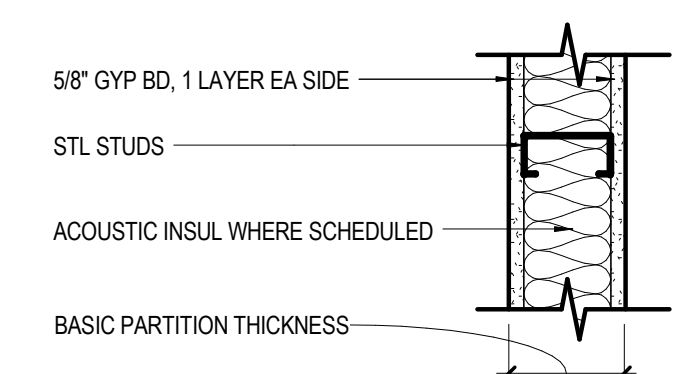 5/8" GYP BD, 1 LAYER EA SIDE
STL STUDS
ACOUSTIC INSUL WHERE SCHEDULED
BASIC PARTITION THICKNESS